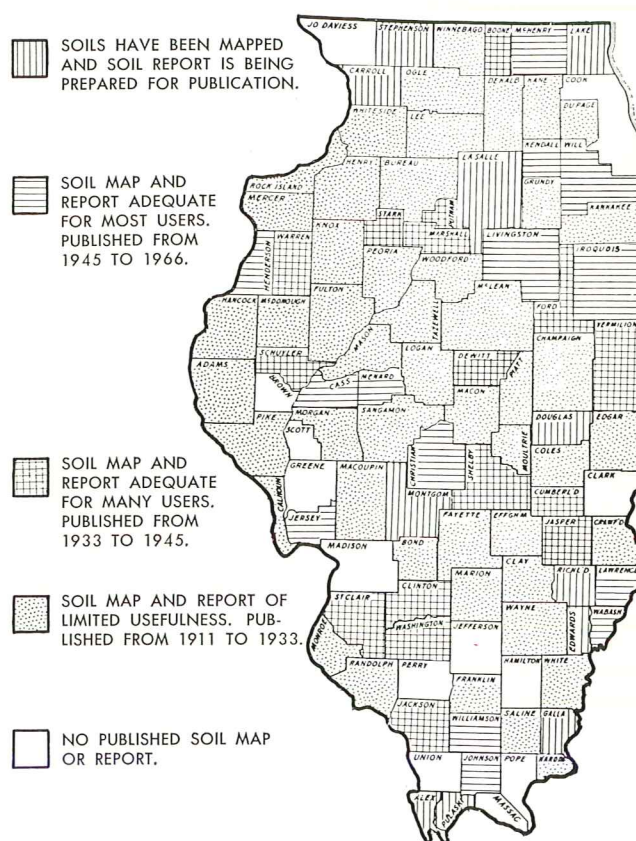 SOILS HAVE BEEN MAPPED
AND SOIL REPORT IS BEING
PREPARED FOR PUBLICATION.
SOIL MAP AND
REPORT ADEQUATE
FOR MOST USERS.
PUBLISHED FROM
1945 TO 1966.
SOIL MAP AND
REPORT ADEQUATE
FOR MANY USERS.
PUBLISHED FROM
1933 TO 1945.
SOIL MAP AND REPORT OF
LIMITED USEFULNESS. PUB-
LISHED FROM 1911 TO 1933.
NO PUBLISHED SOIL MAP
OR REPORT.
JO DAVIESS
STEPHENSON
WINNEBAGO
BOONE
McHENRY
LAKE
CARROLL
OGLE
DEKALB
KANE
COOK
DUPAGE
WHITESIDE
LEE
KENDALL
WILL
ROCK ISLAND
HENRY
BUREAU
LASALLE
GRUNDY
MERCER
KANKAKEE
STARK
PUTNAM
KNOX
MARSHALL
LIVINGSTON
HENDERSON
WARREN
PEORIA
WOODFORD
IROQUOIS
HANCOCK
McDONOUGH
FULTON
TAZEWELL
McLEAN
FORD
VERMILION
SCHUYLER
MASON
LOGAN
DEWITT
PIATT
CHAMPAIGN
ADAMS
BROWN
CASS
MENARD
MACON
PIKE
MORGAN
SCOTT
SANGAMON
CHRISTIAN
MOULTRIE
DOUGLAS
EDGAR
COLES
SHELBY
CALHOUN
GREENE
MACOUPIN
MONTGOM
CUMBERL'D
CLARK
JERSEY
FAYETTE
EFFGHM
JASPER
CRAWF'D
MADISON
BOND
CLAY
RICHL'D
LAWRENCE
CLINTON
MARION
ST CLAIR
WAYNE
EDWARDS
WABASH
MONROE
WASHINGTON
JEFFERSON
RANDOLPH
PERRY
HAMILTON
WHITE
FRANKLIN
JACKSON
WILLIAMSON
SALINE
GALLA
UNION
JOHNSON
POPE
HARDIN
ALEX
PULASKI
MASSAC